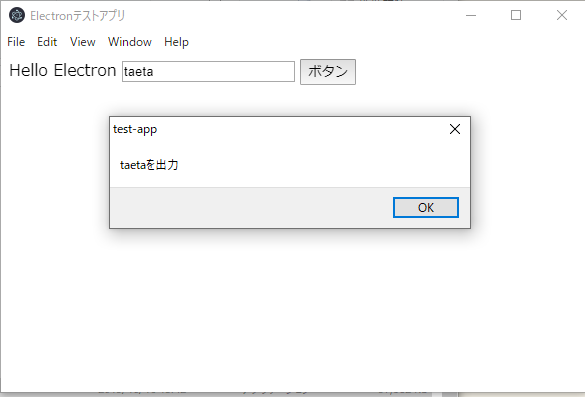 Electronテストアプリ
File Edit View Window Help
Hello Electron taeta ボタン
test-app
taetaを出力
OK